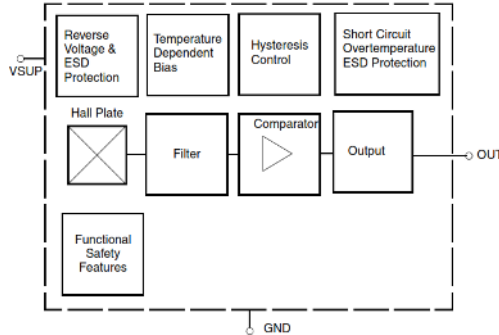 Reverse
Voltage &
ESD
Protection
Temperature
Dependent
Bias
Hysteresis
Control
Short Circuit
Overtemperature
ESD Protection
VSUP
Hall Plate
Filter
Comparator
Output
OUT
Functional
Safety
Features
GND